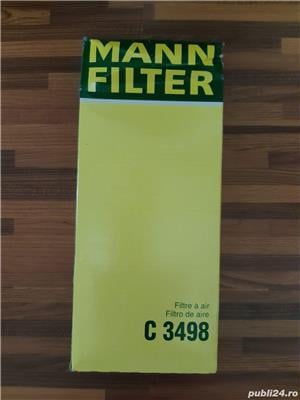 MANN
FILTER
Filtre à air
Filtro de aire
C 3498
publi24.ro